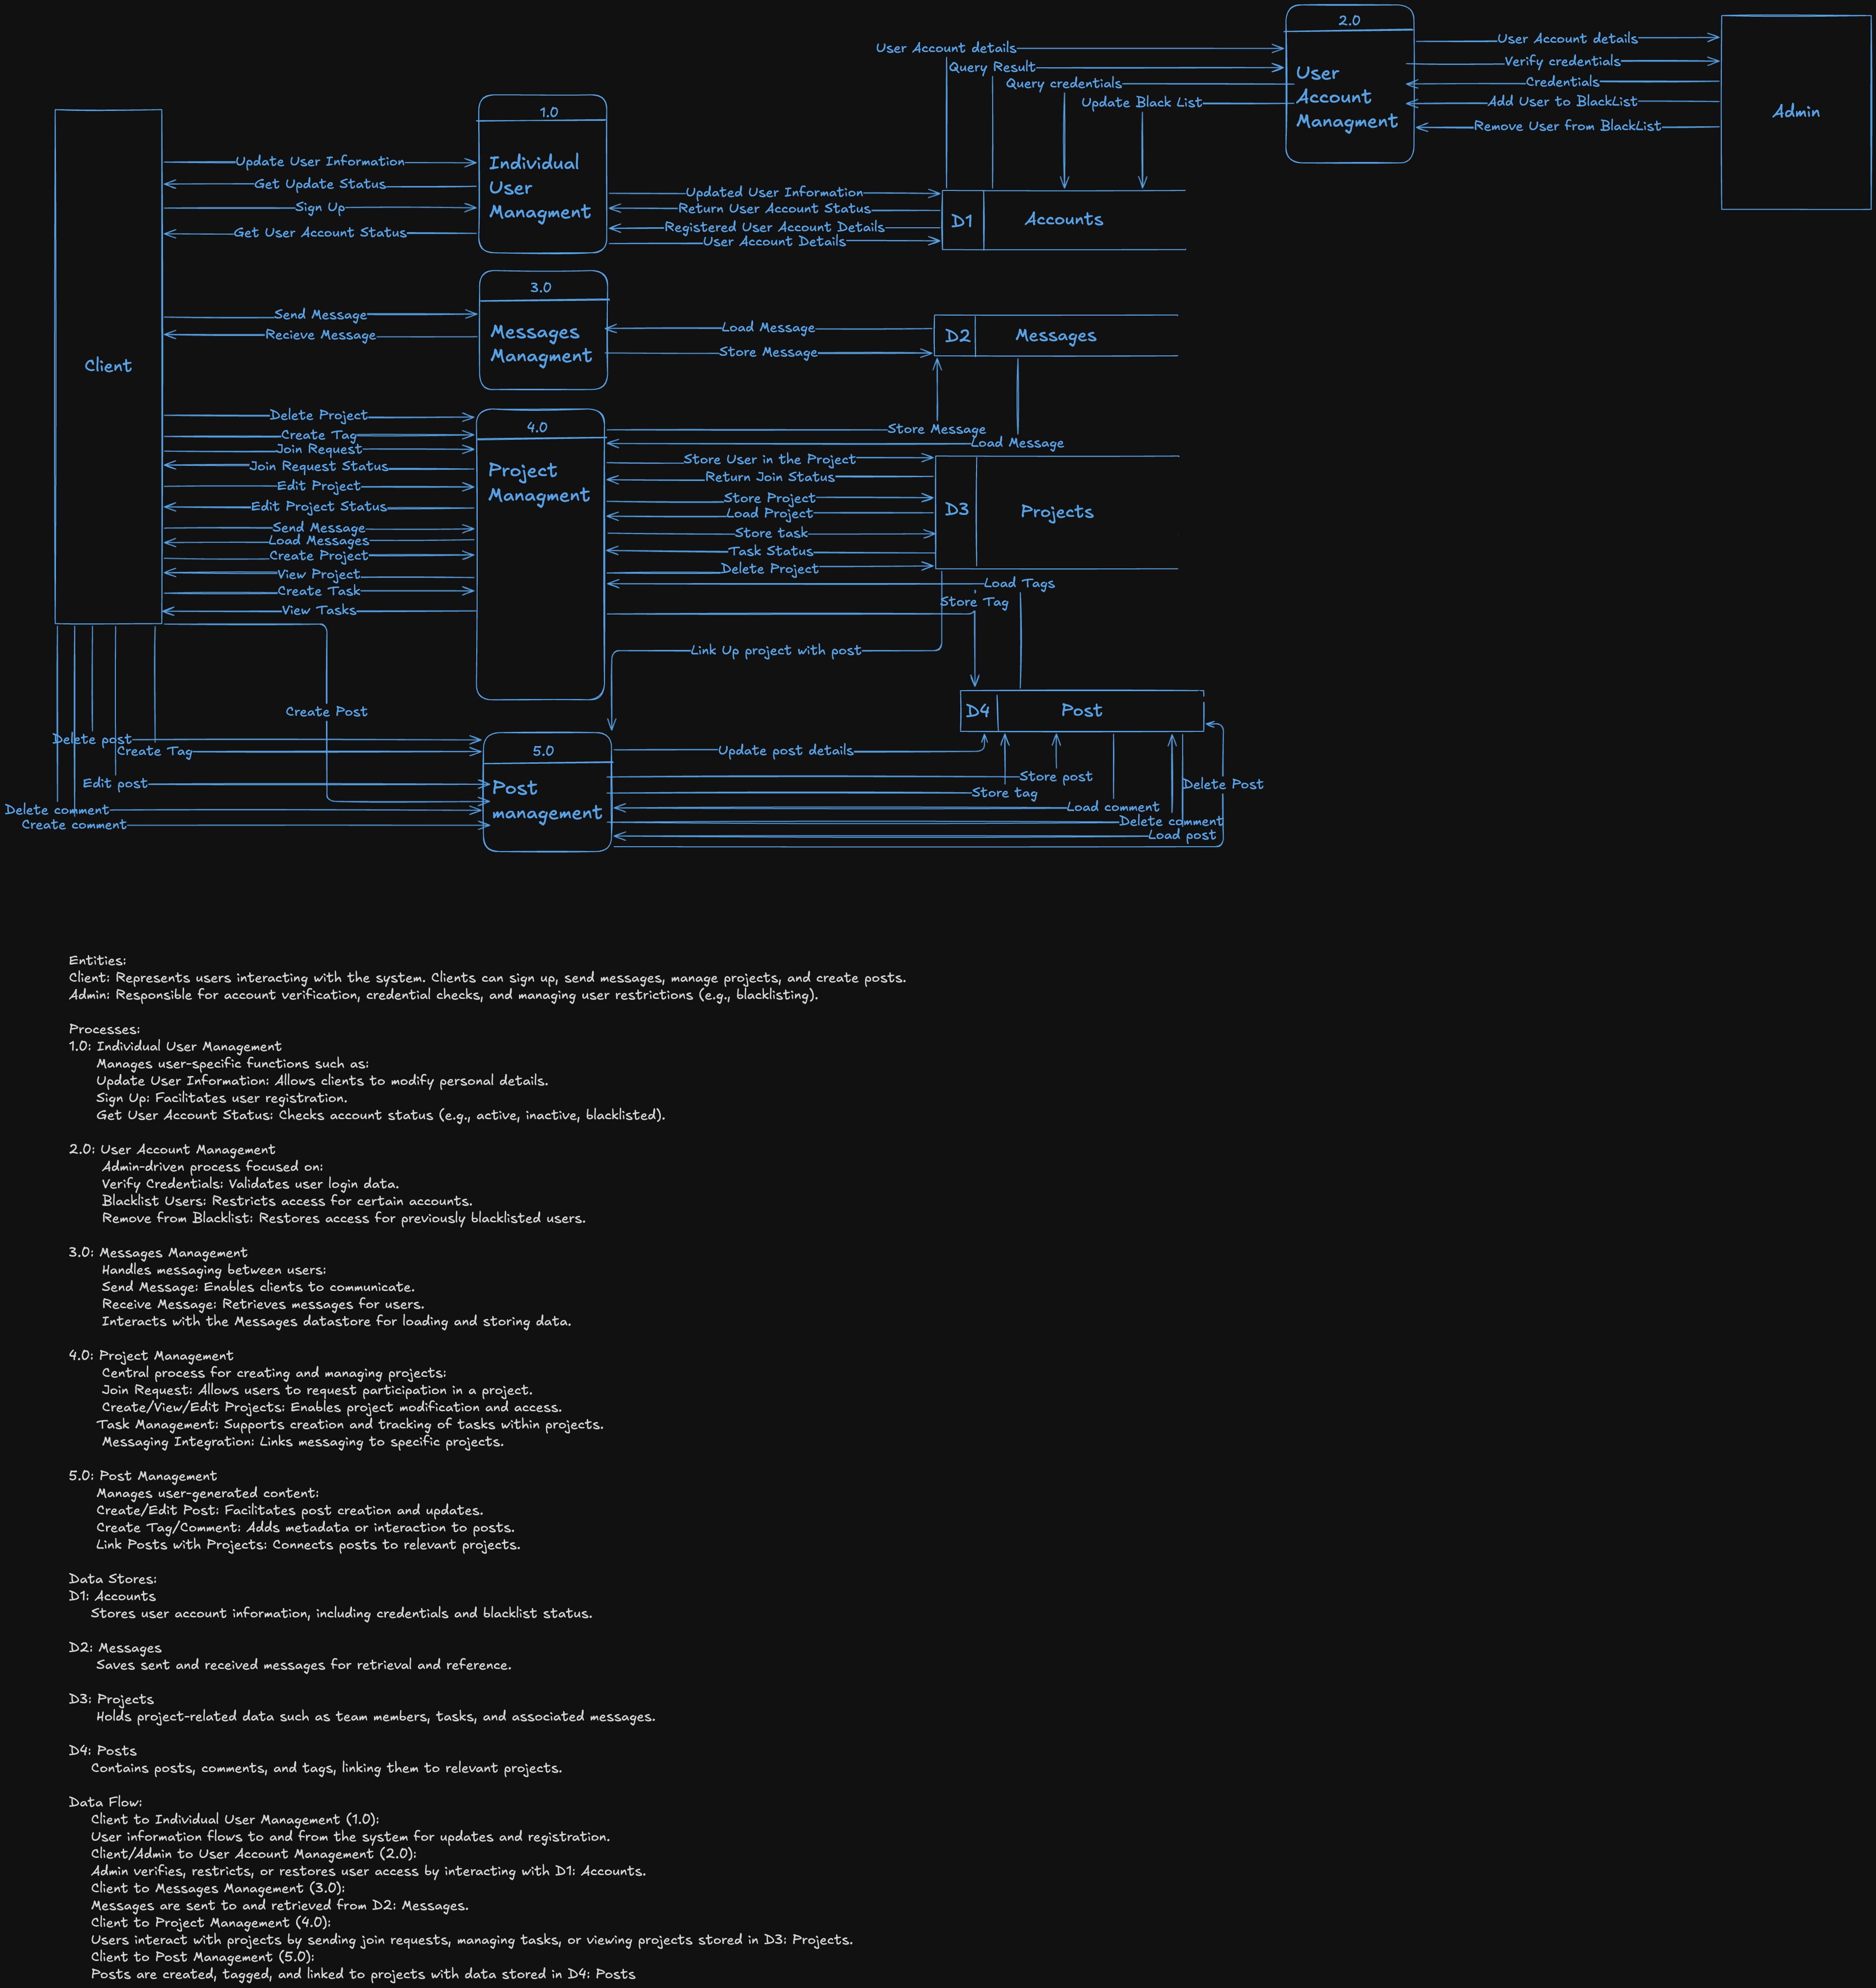 2.0
User Account details
User Account details
Query Result
Verify credentials
Query credentials
Credentials
Update Black List
Add User to BlackList
Remove User from BlackList
User
Account
Managment
Admin
1.0
Individual
User
Managment
Update User Information
Get Update Status
Sign Up
Get User Account Status
Updated User Information
Return User Account Status
Registered User Account Details
User Account Details
D1
Accounts
3.0
Messages
Managment
Send Message
Recieve Message
Load Message
Store Message
D2
Messages
Client
4.0
Project
Managment
Delete Project
Create Tag
Join Request
Join Request Status
Edit Project
Edit Project Status
Send Message
Load Messages
Create Project
View Project
Create Task
View Tasks
Store Message
Load Message
Store User in the Project
Return Join Status
Store Project
Load Project
Store task
Task Status
Delete Project
D3
Projects
Load Tags
Store Tag
Link Up project with post
D4
Post
Create Post
Delete post
Create Tag
Edit post
Delete comment
Create comment
5.0
Post
management
Update post details
Store post
Store tag
Delete Post
Load comment
Delete comment
Load post
Entities:
Client: Represents users interacting with the system. Clients can sign up, send messages, manage projects, and create posts.
Admin: Responsible for account verification, credential checks, and managing user restrictions (e.g., blacklisting).
Processes:
1.0: Individual User Management
Manages user-specific functions such as:
Update User Information: Allows clients to modify personal details.
Sign Up: Facilitates user registration.
Get User Account Status: Checks account status (e.g., active, inactive, blacklisted).
2.0: User Account Management
Admin-driven process focused on:
Verify Credentials: Validates user login data.
Blacklist Users: Restricts access for certain accounts.
Remove from Blacklist: Restores access for previously blacklisted users.
3.0: Messages Management
Handles messaging between users:
Send Message: Enables clients to communicate.
Receive Message: Retrieves messages for users.
Interacts with the Messages datastore for loading and storing data.
4.0: Project Management
Central process for creating and managing projects:
Join Request: Allows users to request participation in a project.
Create/View/Edit Projects: Enables project modification and access.
Task Management: Supports creation and tracking of tasks within projects.
Messaging Integration: Links messaging to specific projects.
5.0: Post Management
Manages user-generated content:
Create/Edit Post: Facilitates post creation and updates.
Create Tag/Comment: Adds metadata or interaction to posts.
Link Posts with Projects: Connects posts to relevant projects.
Data Stores:
D1: Accounts
Stores user account information, including credentials and blacklist status.
D2: Messages
Saves sent and received messages for retrieval and reference.
D3: Projects
Holds project-related data such as team members, tasks, and associated messages.
D4: Posts
Contains posts, comments, and tags, linking them to relevant projects.
Data Flow:
Client to Individual User Management (1.0):
User information flows to and from the system for updates and registration.
Client/Admin to User Account Management (2.0):
Admin verifies, restricts, or restores user access by interacting with D1: Accounts.
Client to Messages Management (3.0):
Messages are sent to and retrieved from D2: Messages.
Client to Project Management (4.0):
Users interact with projects by sending join requests, managing tasks, or viewing projects stored in D3: Projects.
Client to Post Management (5.0):
Posts are created, tagged, and linked to projects with data stored in D4: Posts